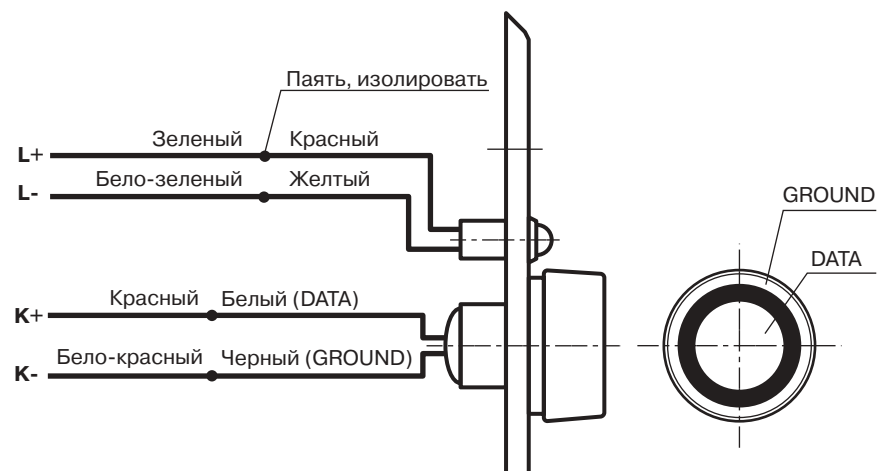 Паять, изолировать
L+ Зеленый Красный
L- Бело-зеленый Желтый
GROUND
DATA
K+ Красный Белый (DATA)
K- Бело-красный Черный (GROUND)